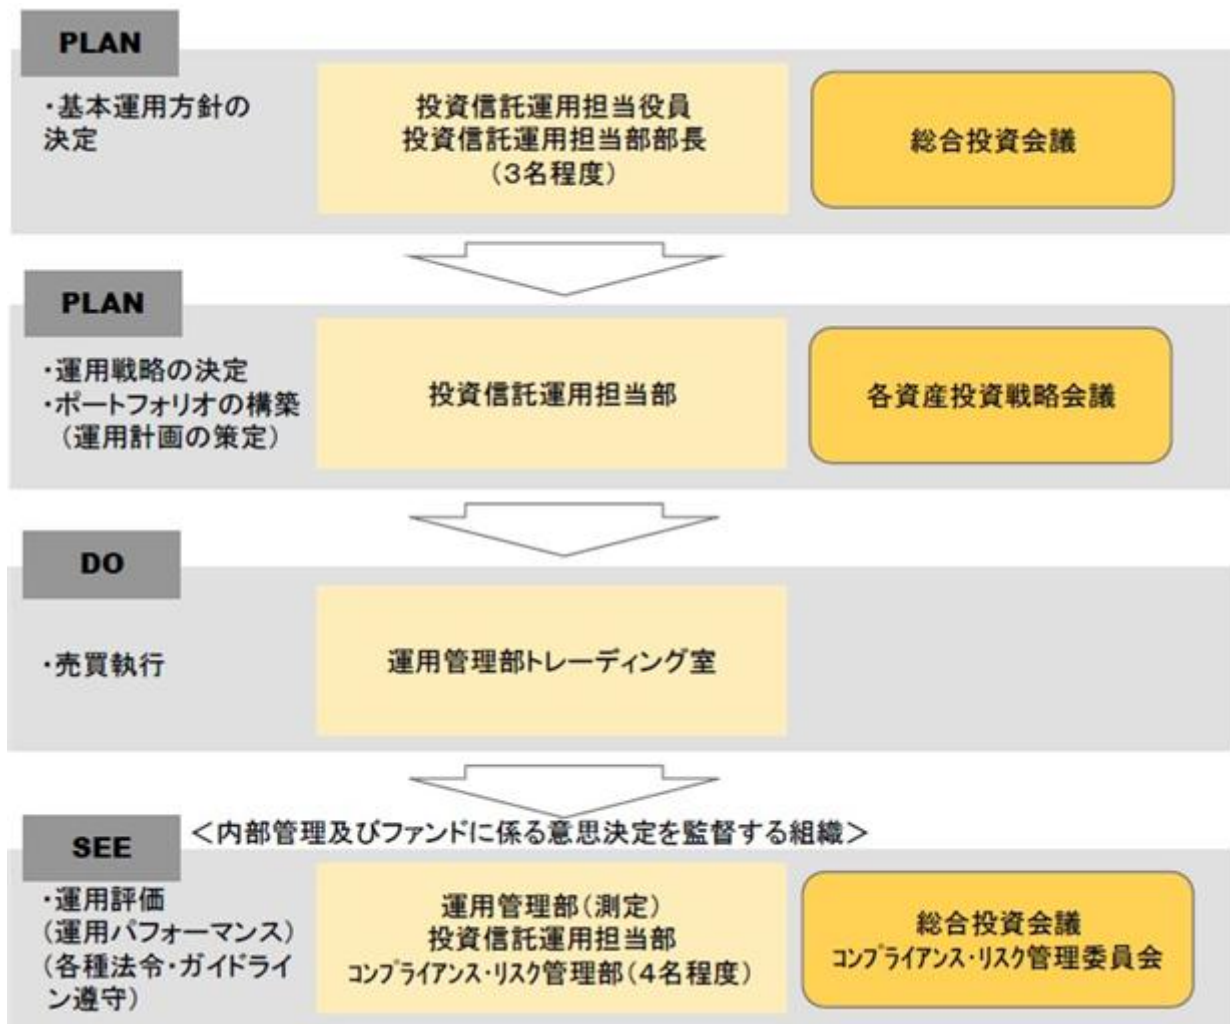 PLAN
・基本運用方針の
決定
投資信託運用担当役員
投資信託運用担当部部長
(3名程度)
総合投資会議
PLAN
・運用戦略の決定
・ポートフォリオの構築
(運用計画の策定)
投資信託運用担当部
各資産投資戦略会議
DO
・売買執行
運用管理部トレーディング室
<内部管理及びファンドに係る意思決定を監督する組織>
SEE
・運用評価
(運用パフォーマンス)
(各種法令・ガイドライ
ン遵守)
運用管理部(測定)
投資信託運用担当部
コンプライアンス・リスク管理部(4名程度)
総合投資会議
コンプライアンス・リスク管理委員会